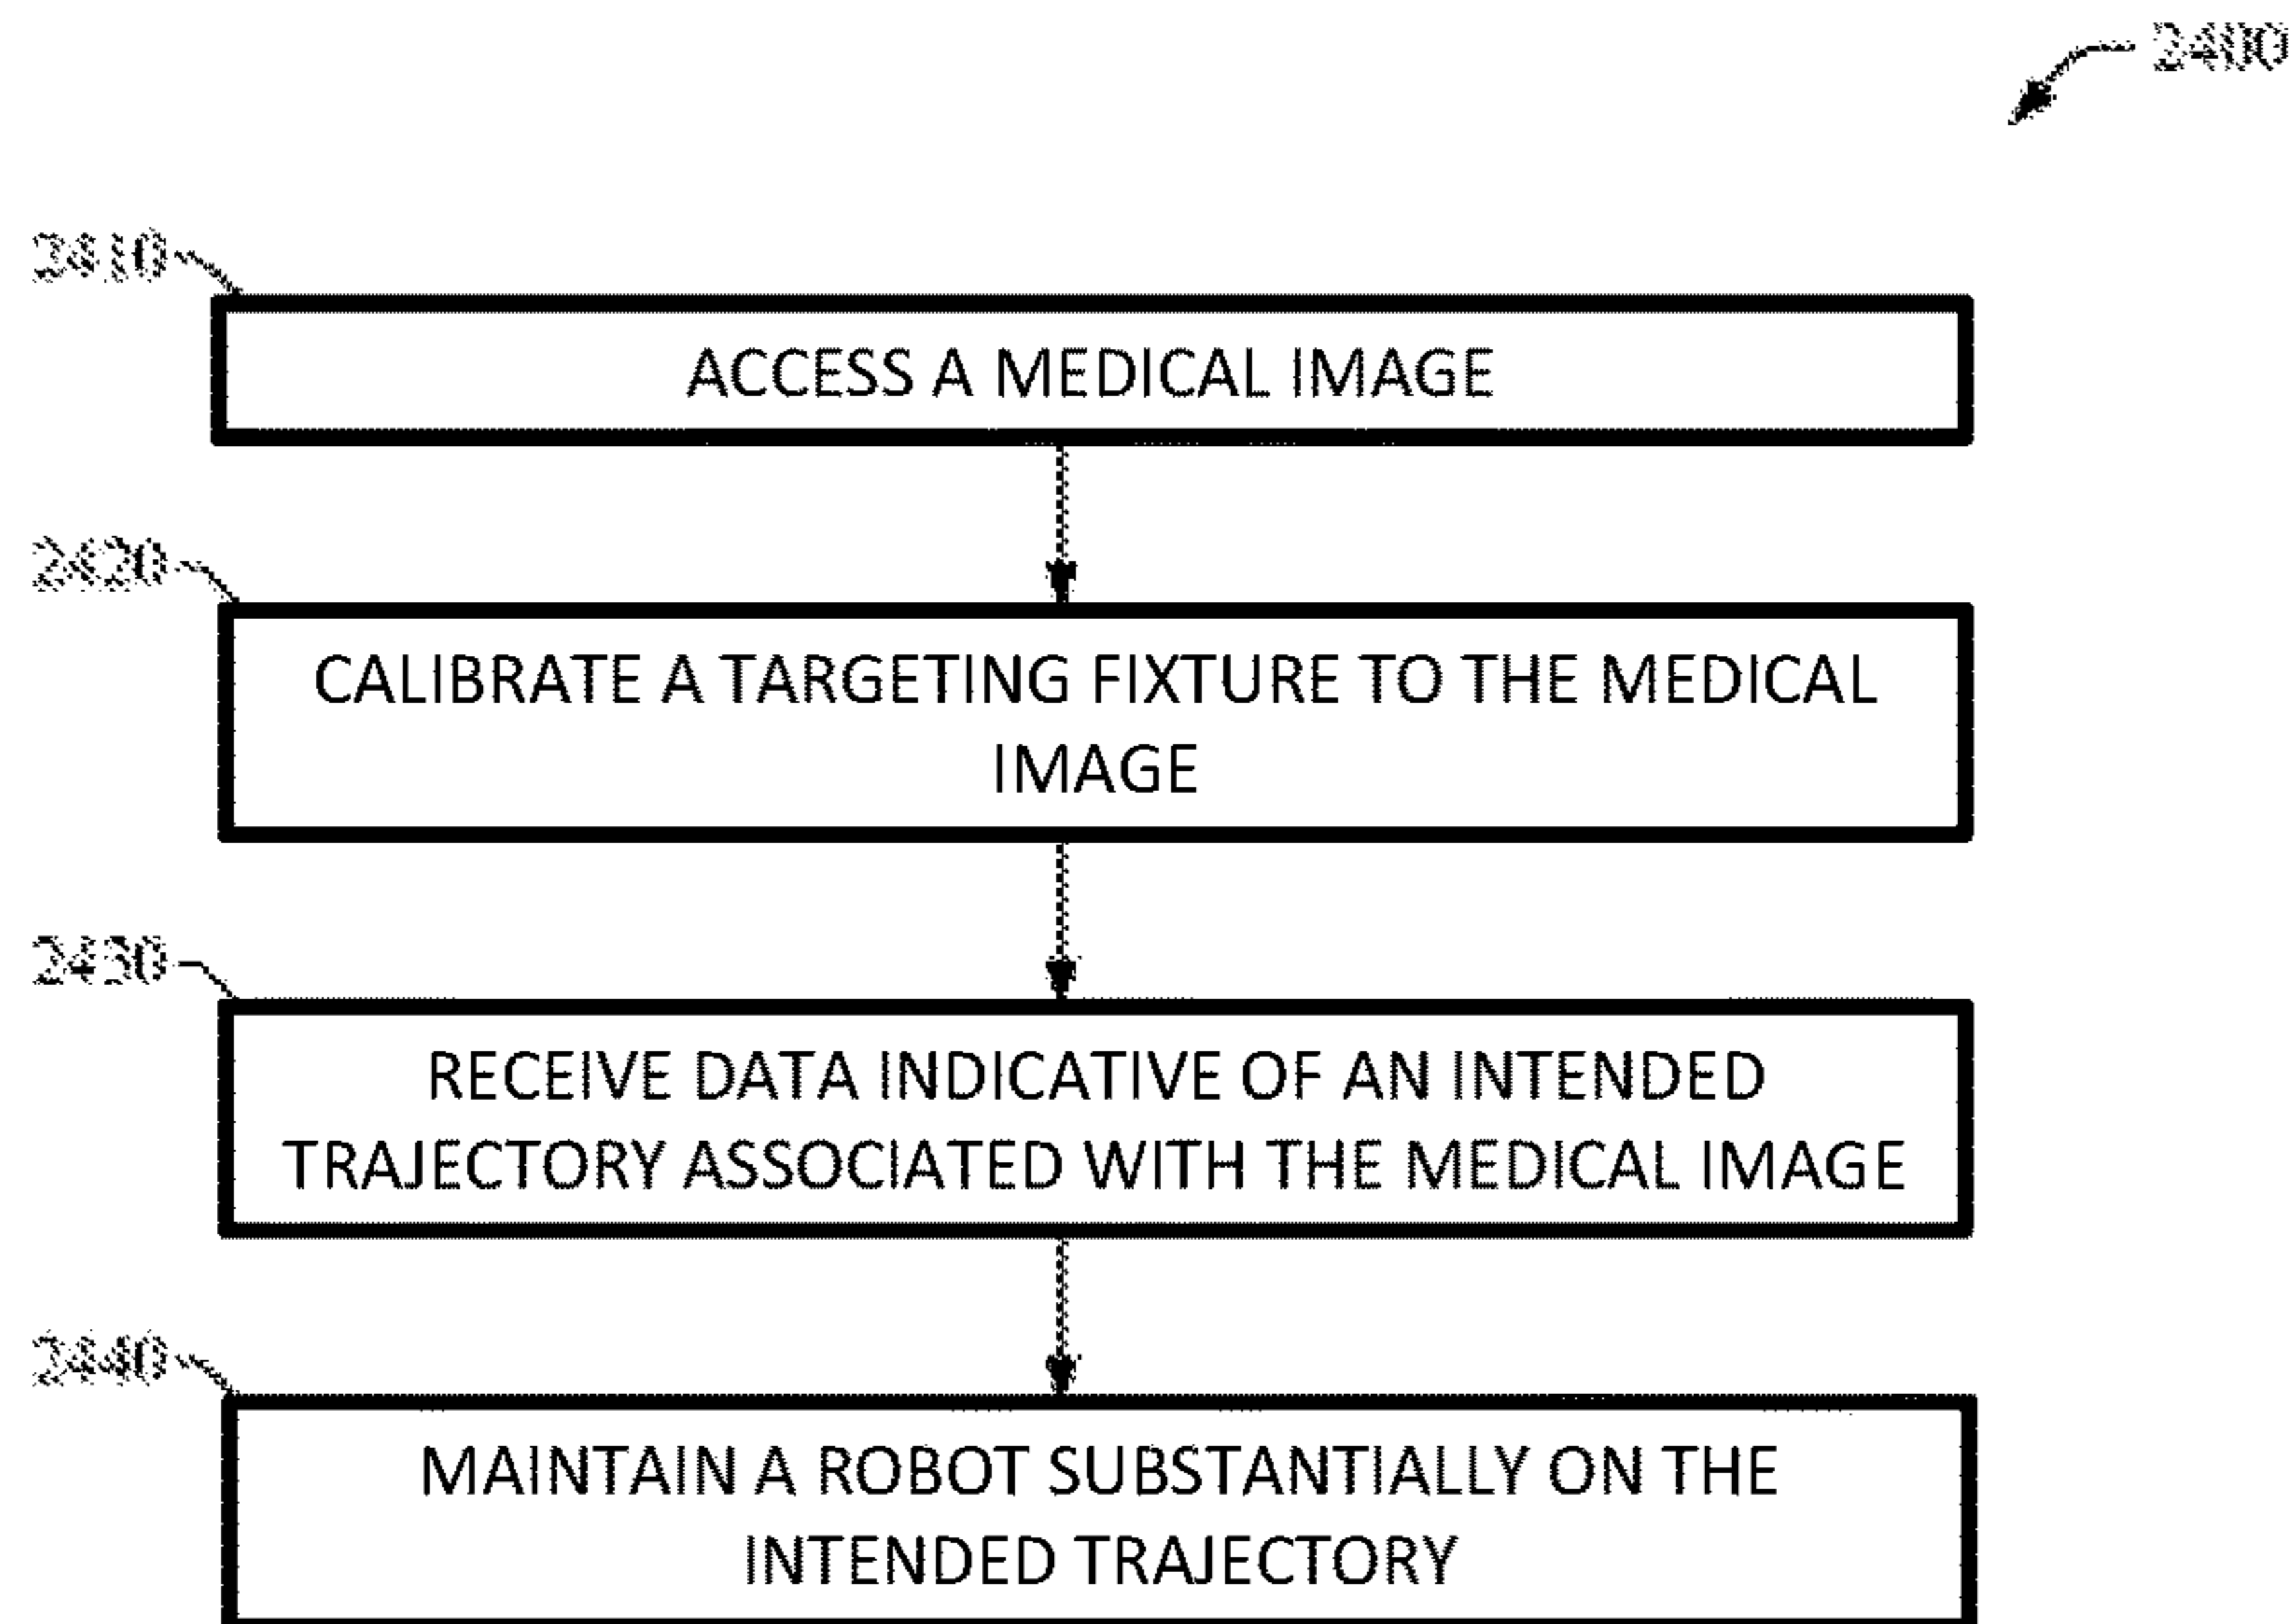 2400
2410
ACCESS A MEDICAL IMAGE
2420
CALIBRATE A TARGETING FIXTURE TO THE MEDICAL
IMAGE
2430
RECEIVE DATA INDICATIVE OF AN INTENDED
TRAJECTORY ASSOCIATED WITH THE MEDICAL IMAGE
2440
MAINTAIN A ROBOT SUBSTANTIALLY ON THE
INTENDED TRAJECTORY